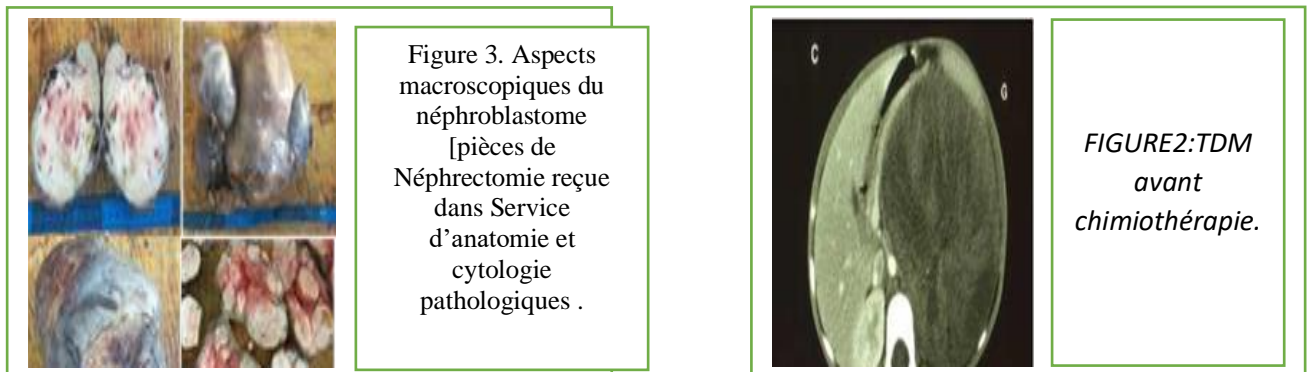 Figure 3. Aspects
macroscopiques du
néphroblastome
[pièces de
Néphrectomie reçue
dans Service
d’anatomie et
cytologie
pathologiques .
C
G
FIGURE2:TDM
avant
chimiothérapie.